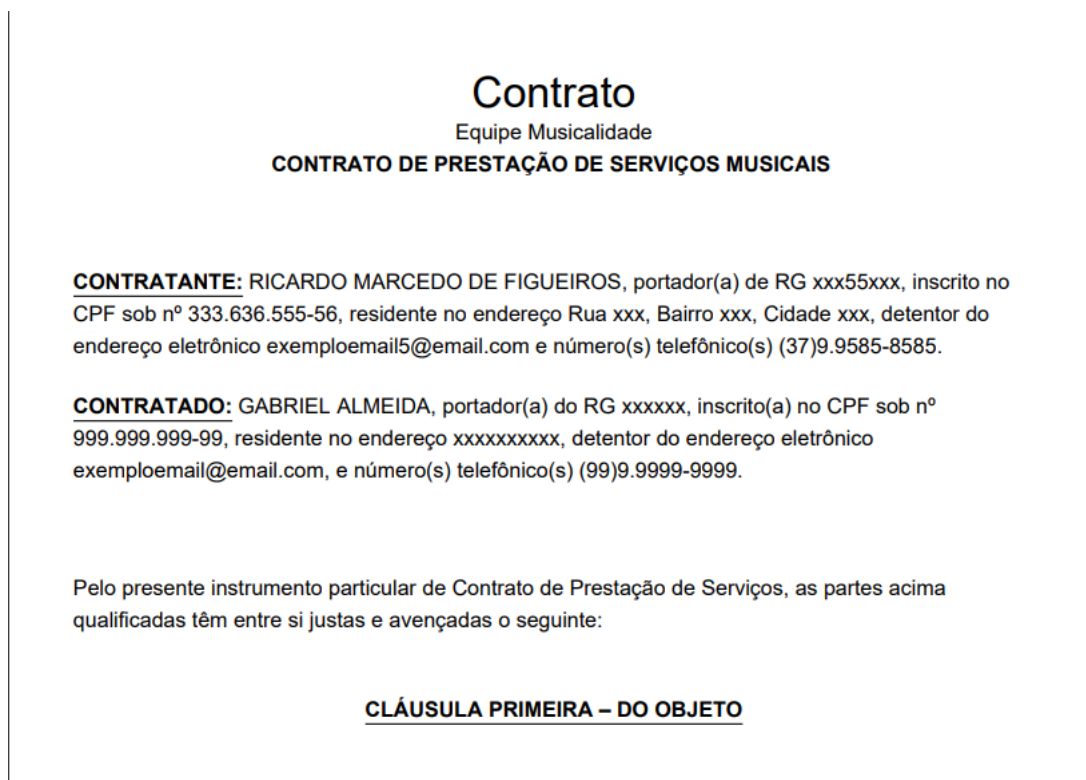 Contrato
Equipe Musicalidade
CONTRATO DE PRESTAÇÃO DE SERVIÇOS MUSICAIS
CONTRATANTE: RICARDO MARCEDO DE FIGUEIROS, portador(a) de RG xxx55xxx, inscrito no
CPF sob nº 333.636.555-56, residente no endereço Rua xxx, Bairro xxx, Cidade xxx, detentor do
endereço eletrônico exemploemail5@email.com e número(s) telefônico(s) (37)9.9585-8585.
CONTRATADO: GABRIEL ALMEIDA, portador(a) do RG xxxxxx, inscrito(a) no CPF sob nº
999.999.999-99, residente no endereço xxxxxxxxxx, detentor do endereço eletrônico
exemploemail@email.com, e número(s) telefônico(s) (99)9.9999-9999.
Pelo presente instrumento particular de Contrato de Prestação de Serviços, as partes acima
qualificadas têm entre si justas e avençadas o seguinte:
CLÁUSULA PRIMEIRA – DO OBJETO